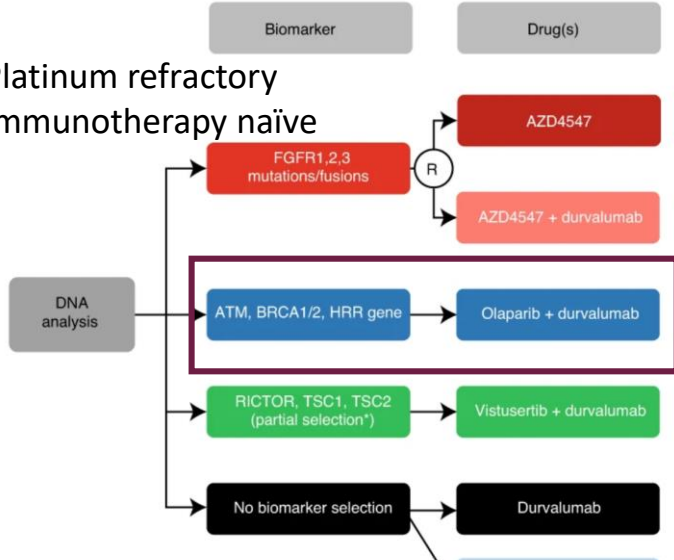 Biomarker
Drug(s)
latinum refractory
mmunotherapy naïve
FGFR1,2,3
mutations/fusions
R
AZD4547
AZD4547 + durvalumab
DNA
analysis
ATM, BRCA1/2, HRR gene
Olaparib + durvalumab
RICTOR, TSC1, TSC2
(partial selection*)
Vistusertib + durvalumab
No biomarker selection
Durvalumab